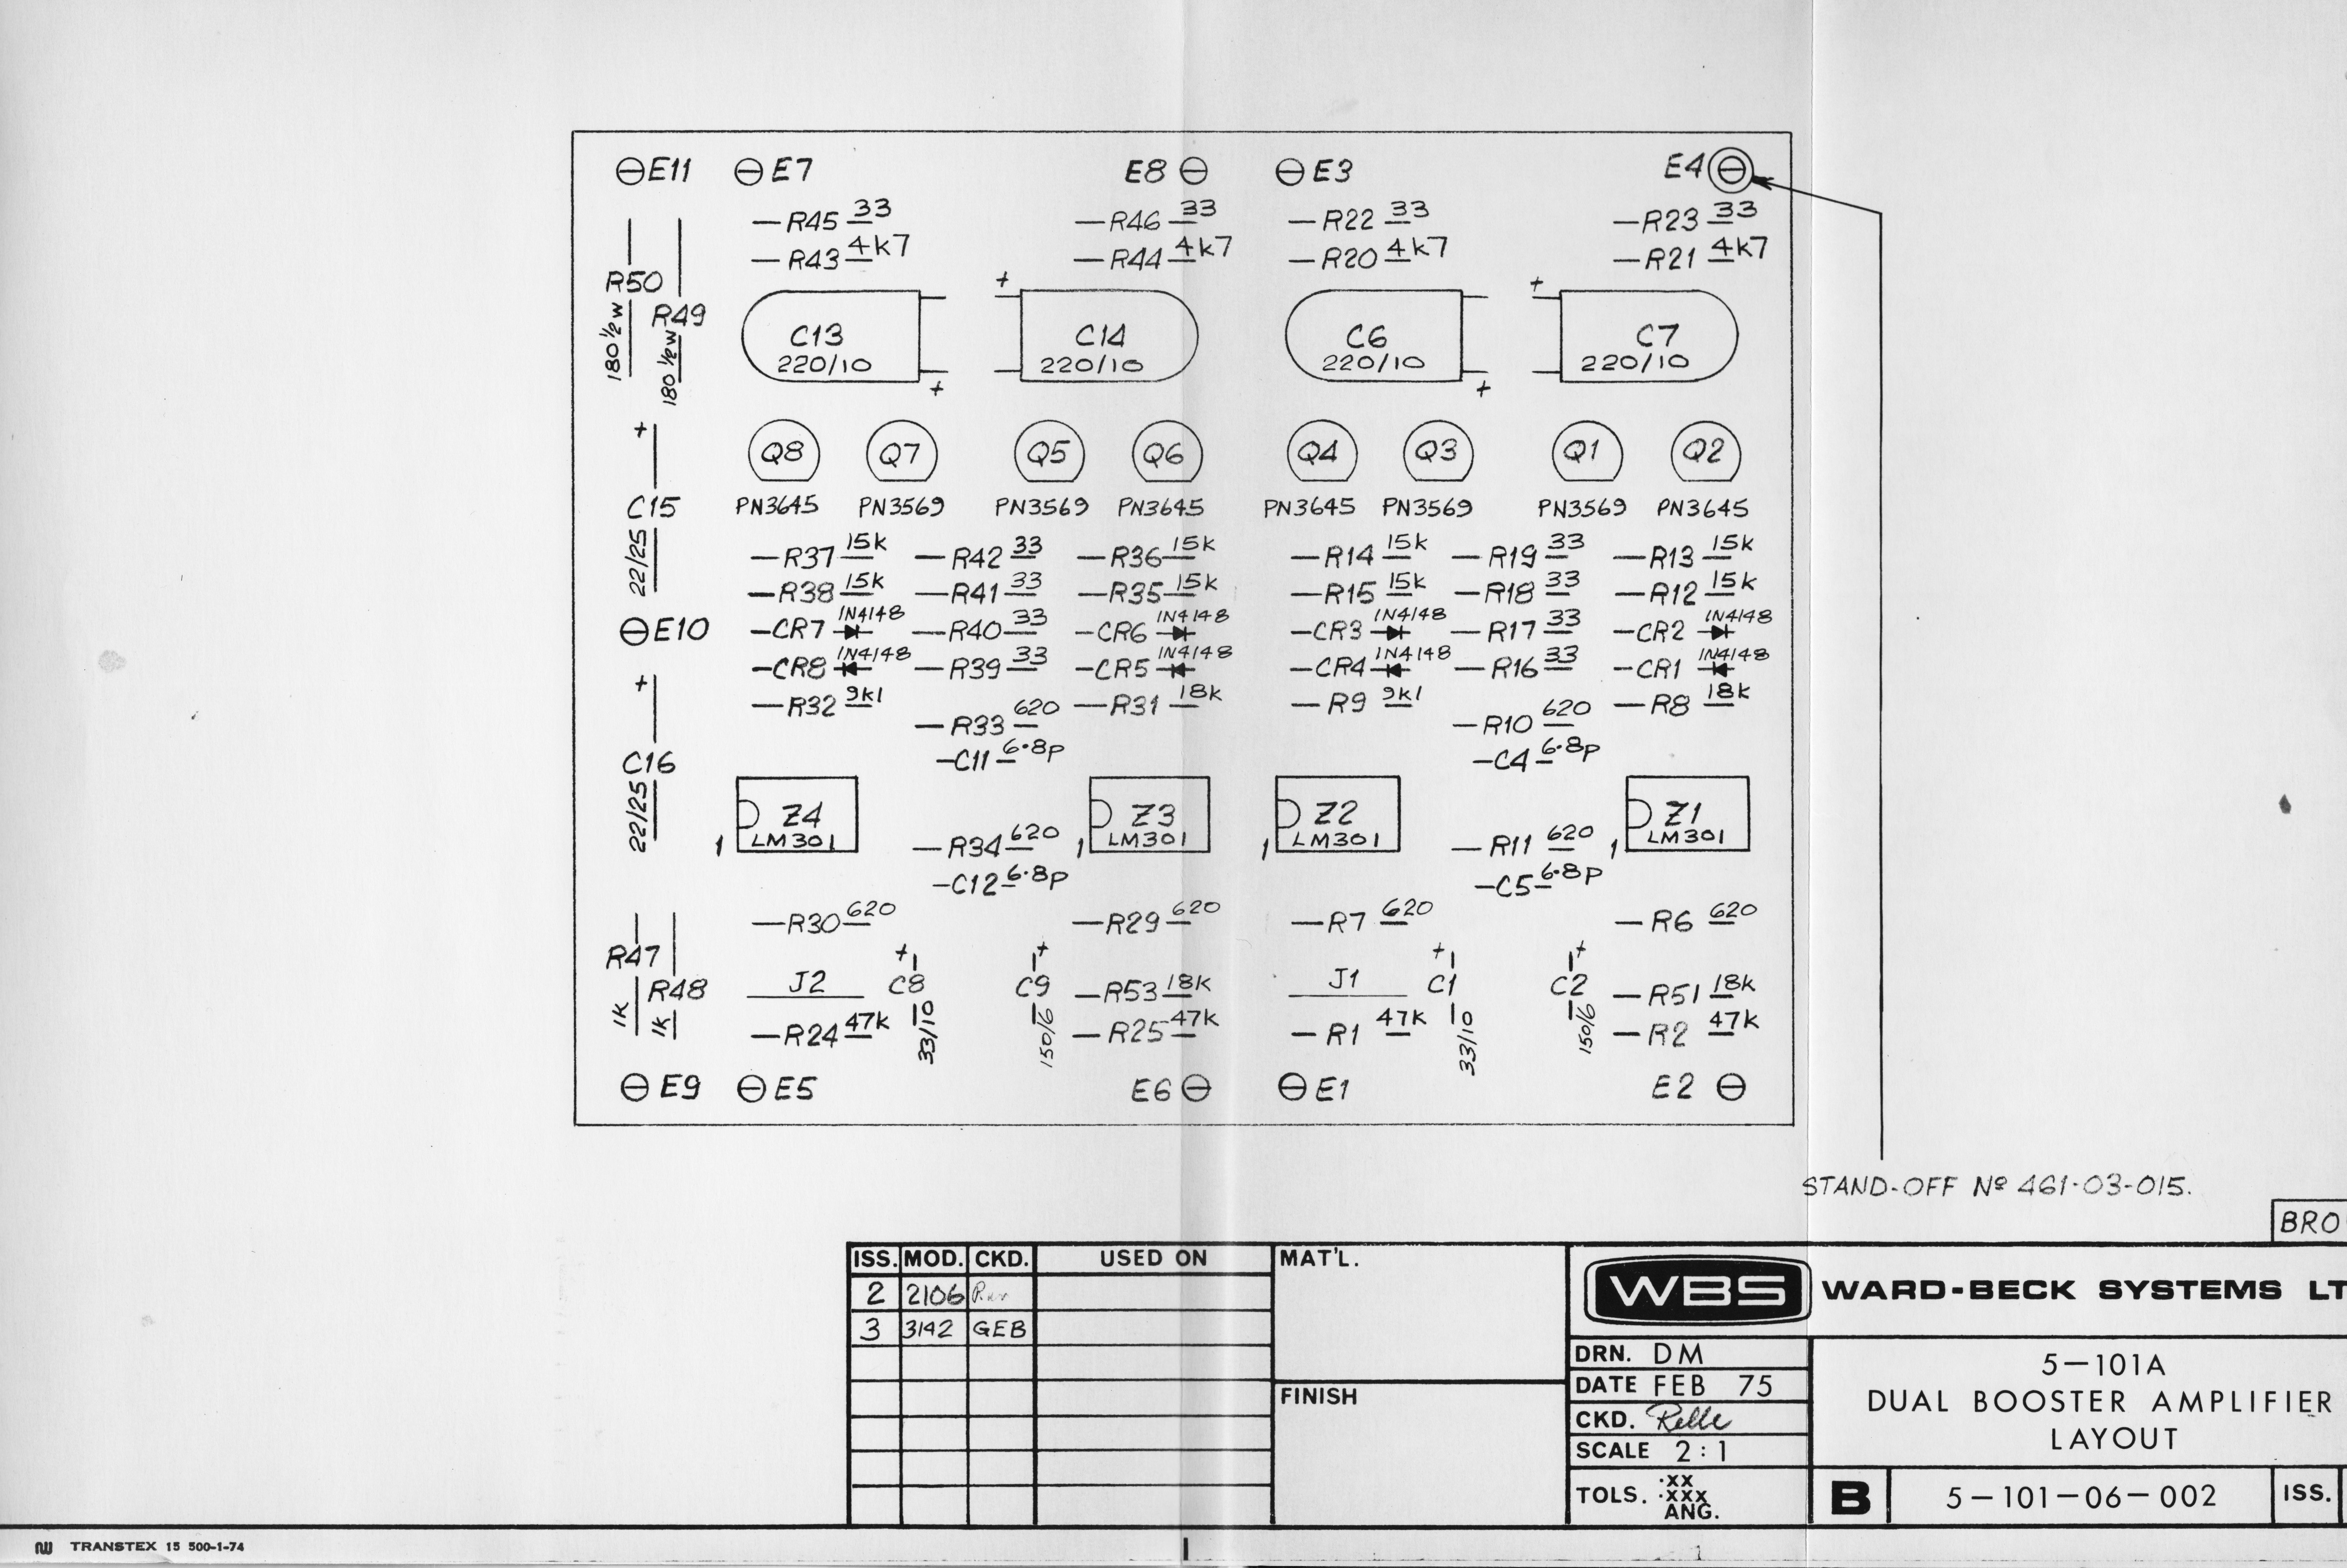 E11 E7 E8 E3 E4
R45 33 R46 33 R22 33 R23 33
R43 4k7 R44 4k7 R20 4k7 R21 4k7
R50
180 1/2W
R49
180 1/2W
+ +
C13 C14 C6 C7
220/10 220/10 220/10 220/10
+ +
+
C15
22/25
Q8 Q7 Q5 Q6 Q4 Q3 Q1 Q2
PN3645 PN3569 PN3569 PN3645 PN3645 PN3569 PN3569 PN3645
R37 15k R42 33 R36 15k R14 15k R19 33 R13 15k
R38 15k R41 33 R35 15k R15 15k R18 33 R12 15k
E10 CR7 1N4148 R40 33 CR6 1N4148 CR3 1N4148 R17 33 CR2 1N4148
CR8 1N4148 R39 33 CR5 1N4148 CR4 1N4148 R16 33 CR1 1N4148
R32 9k1 R31 18k R9 9k1 R8 18k
R33 620 R10 620
C11 6.8p C4 6.8p
+
C16
22/25
Z4 Z3 Z2 Z1
LM301 LM301 LM301 LM301
1 1 1 1
R34 620 R11 620
C12 6.8p C5 6.8p
R30 620 R29 620 R7 620 R6 620
R47
1K
R48
1K
+ + + +
J2 C8 C9 R53 18K J1 C1 C2 R51 18K
33/10 150/6 33/10 150/6
R24 47K R25 47K R1 47K R2 47K
E9 E5 E6 E1 E2
STAND-OFF Nº 461-03-015.
BRO
ISS. MOD. CKD. USED ON
2 2106
3 3142 GEB
MAT'L.
FINISH
WBS WARD-BECK SYSTEMS LT
DRN. DM
DATE FEB 75
CKD.
SCALE 2:1
TOLS. .XX
.XXX
ANG.
5-101A
DUAL BOOSTER AMPLIFIER
LAYOUT
B 5-101-06-002 ISS.
TRANSTEX 15 500-1-74